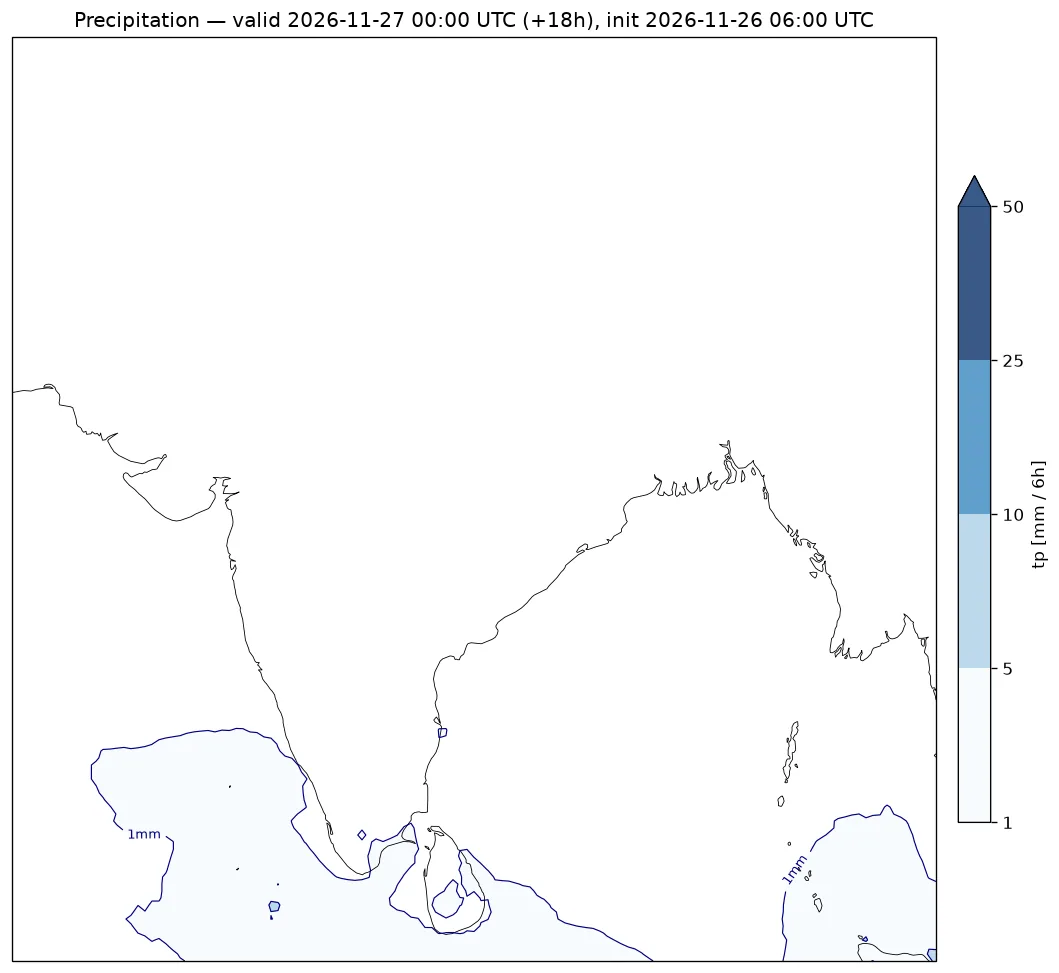 Precipitation — valid 2026-11-27 00:00 UTC (+18h), init 2026-11-26 06:00 UTC
50
25
10
5
1
tp [mm / 6h]
1mm
1mm